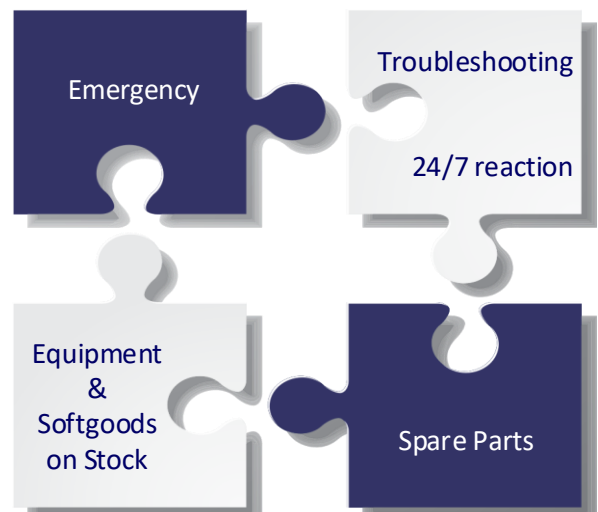 Emergency
Troubleshooting
24/7 reaction
Equipment
&
Softgoods
on Stock
Spare Parts